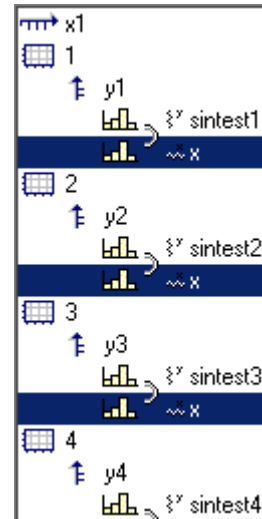 x1
1
y1
sintest1
x
2
y2
sintest2
x
3
y3
sintest3
x
4
y4
sintest4